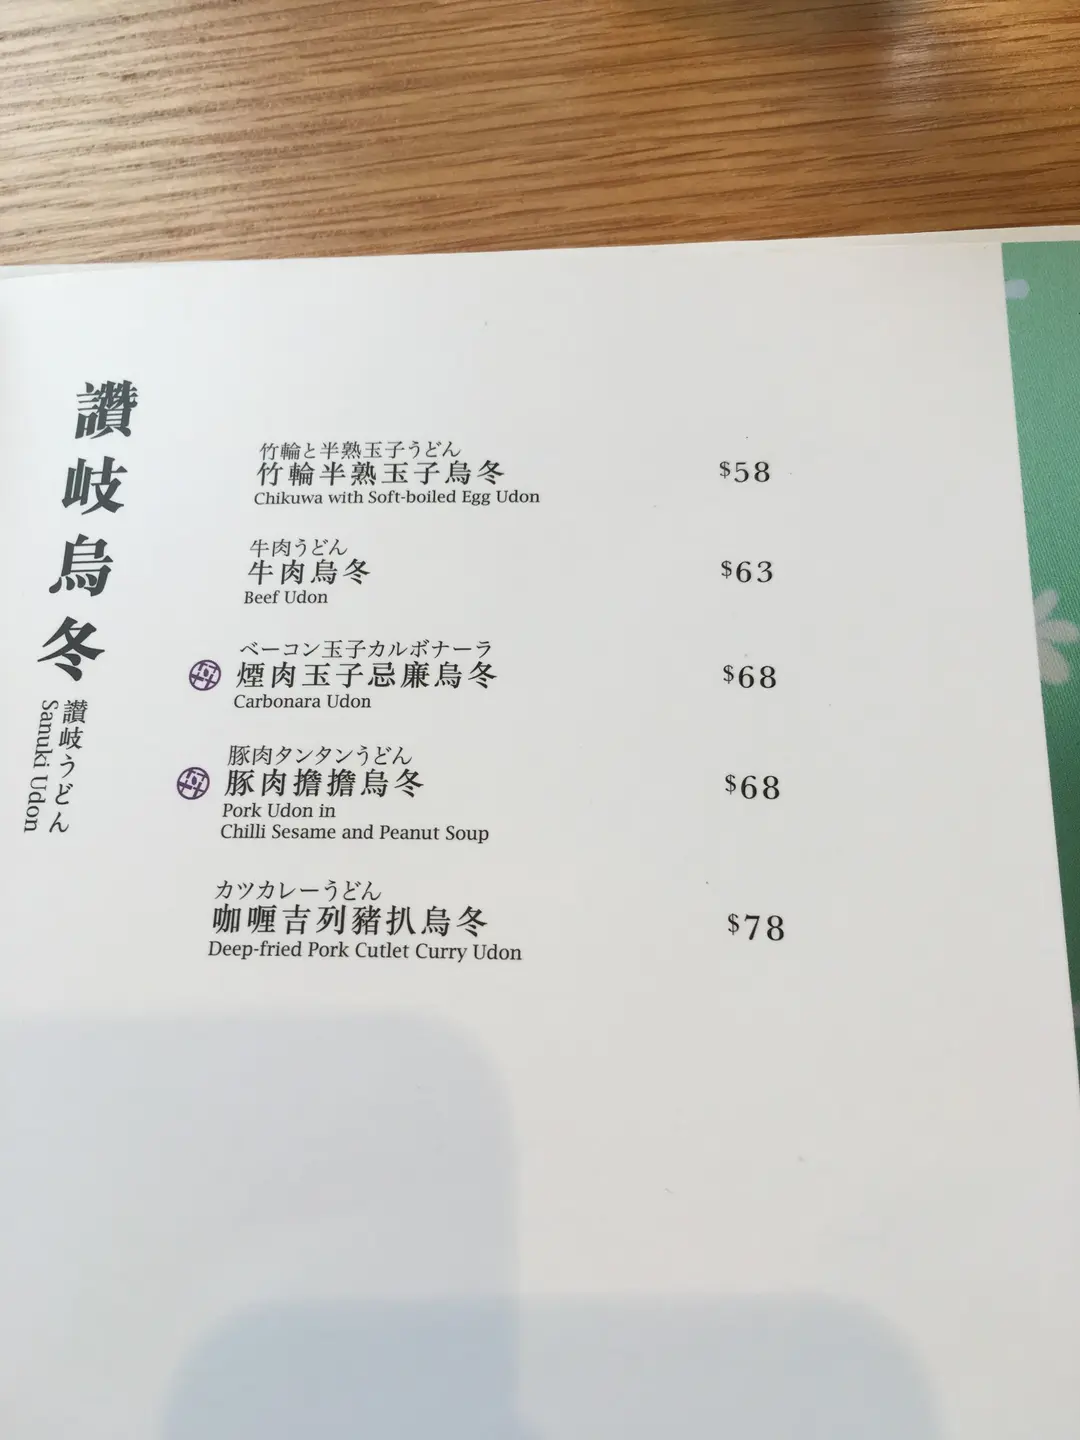 讚岐烏冬
讚岐うどん
Sanuki Udon
竹輪と半熟玉子うどん
竹輪半熟玉子烏冬
Chikuwa with Soft-boiled Egg Udon
$58
牛肉うどん
牛肉烏冬
Beef Udon
$63
ベーコン玉子カルボナーラ
煙肉玉子忌廉烏冬
Carbonara Udon
$68
豚肉タンタンうどん
豚肉擔擔烏冬
Pork Udon in
Chilli Sesame and Peanut Soup
$68
カツカレーうどん
咖喱吉列豬扒烏冬
Deep-fried Pork Cutlet Curry Udon
$78